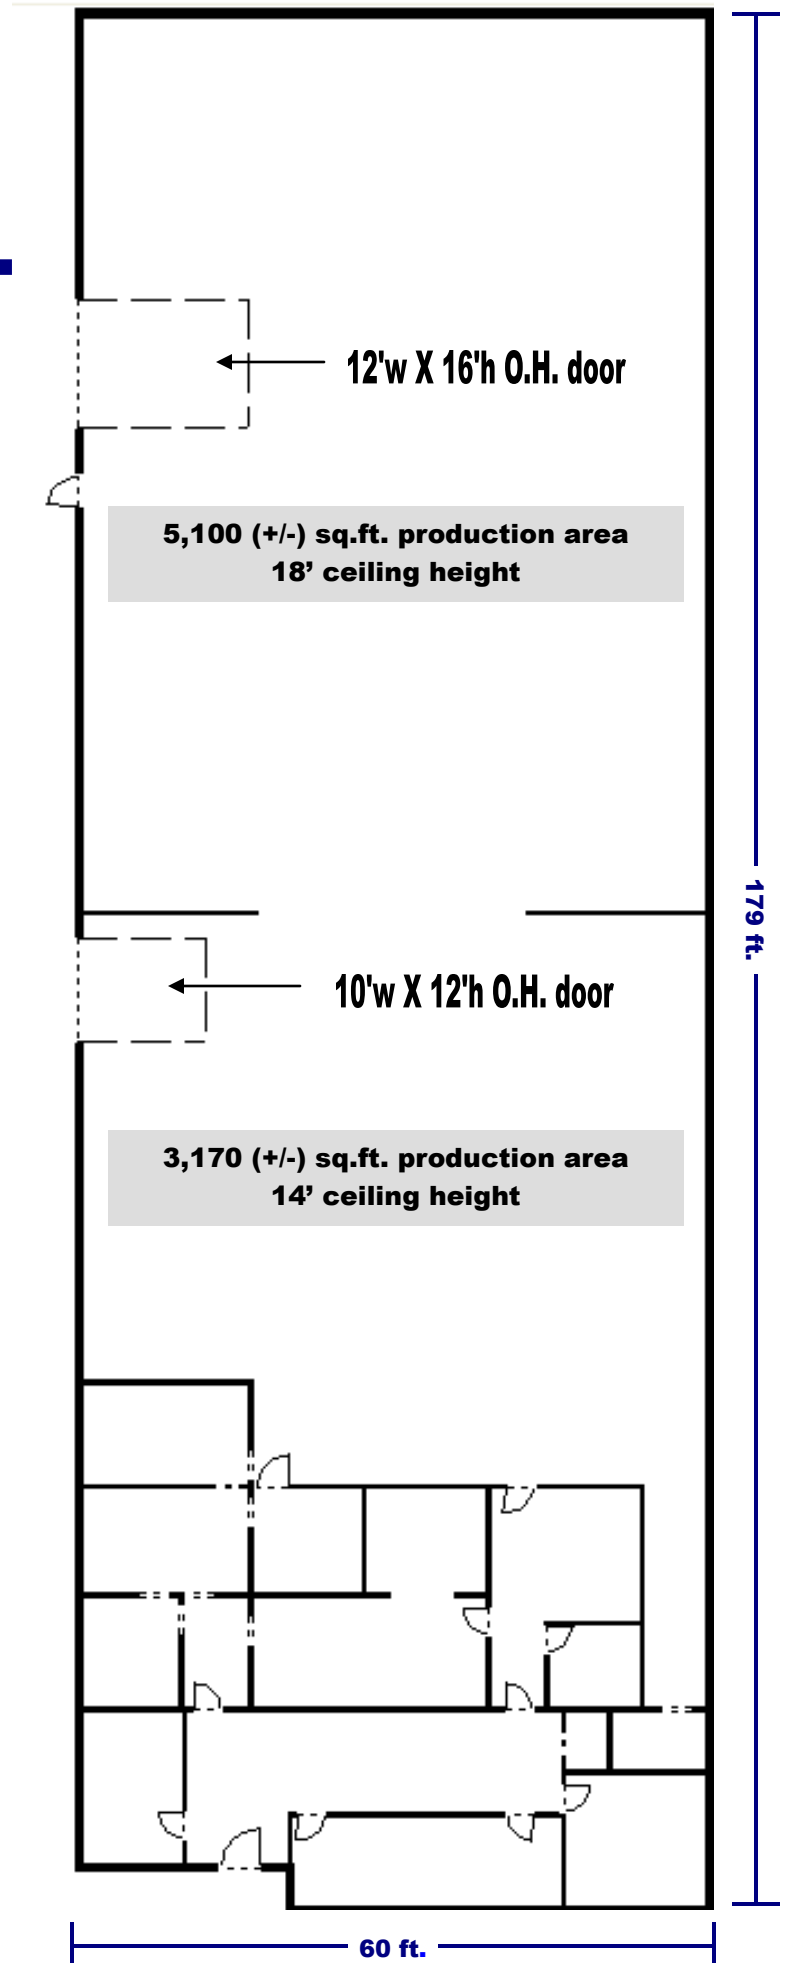 12'w X 16'h O.H. door
5,100 (+/-) sq.ft. production area
18’ ceiling height
179 ft.
10'w X 12'h O.H. door
3,170 (+/-) sq.ft. production area
14’ ceiling height
60 ft.